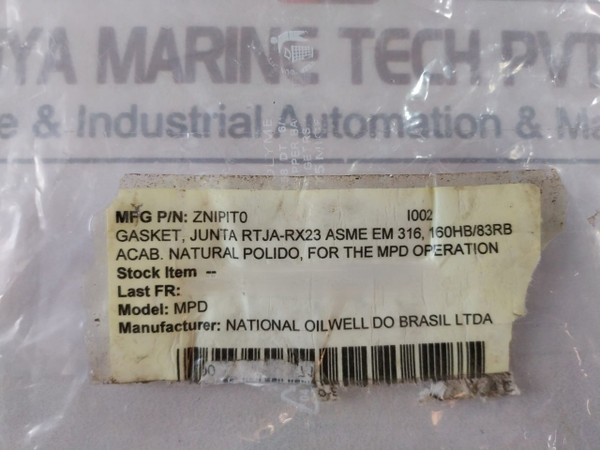 YA MARINE TECH PVT
e & Industrial Automation & Ma
MFG P/N: ZNIPIT0 I002
GASKET, JUNTA RTJA-RX23 ASME EM 316, 160HB/83RB
ACAB. NATURAL POLIDO, FOR THE MPD OPERATION
Stock Item --
Last FR:
Model: MPD
Manufacturer: NATIONAL OILWELL DO BRASIL LTDA